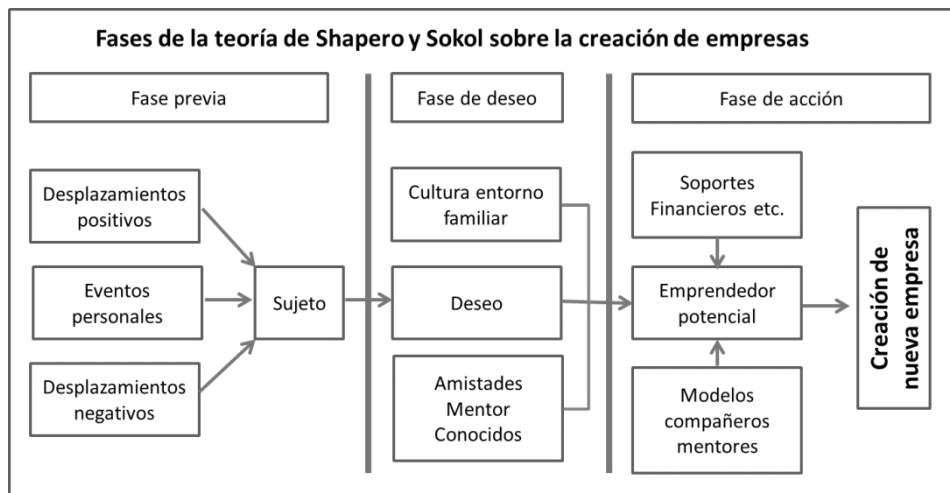 Fases de la teoría de Shapero y Sokol sobre la creación de empresas
Fase previa
Fase de deseo
Fase de acción
Desplazamientos
positivos
Eventos
personales
Desplazamientos
negativos
Sujeto
Cultura entorno
familiar
Deseo
Amistades
Mentor
Conocidos
Soportes
Financieros etc.
Emprendedor
potencial
Modelos
compañeros
mentores
Creación de
nueva empresa